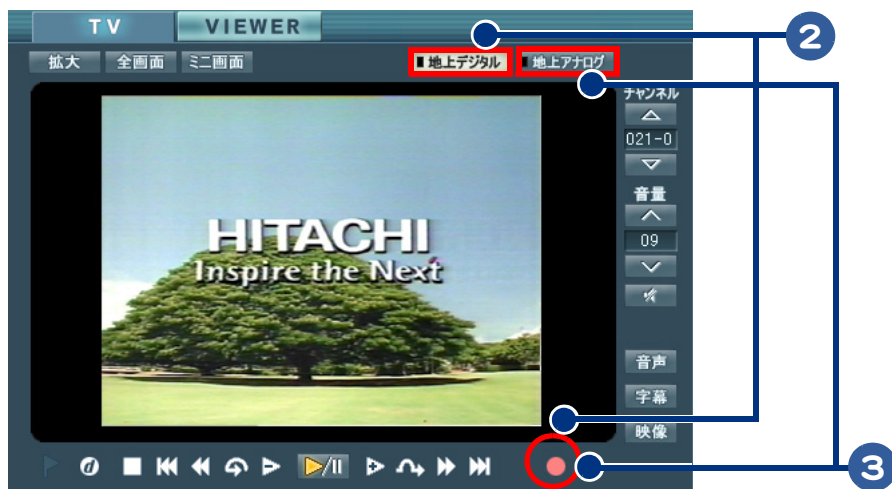 TV VIEWER
拡大 全画面 ミニ画面 地上デジタル 地上アナログ
チャンネル
021-0
音量
09
HITACHI
Inspire the Next
音声
字幕
映像
d
2
3